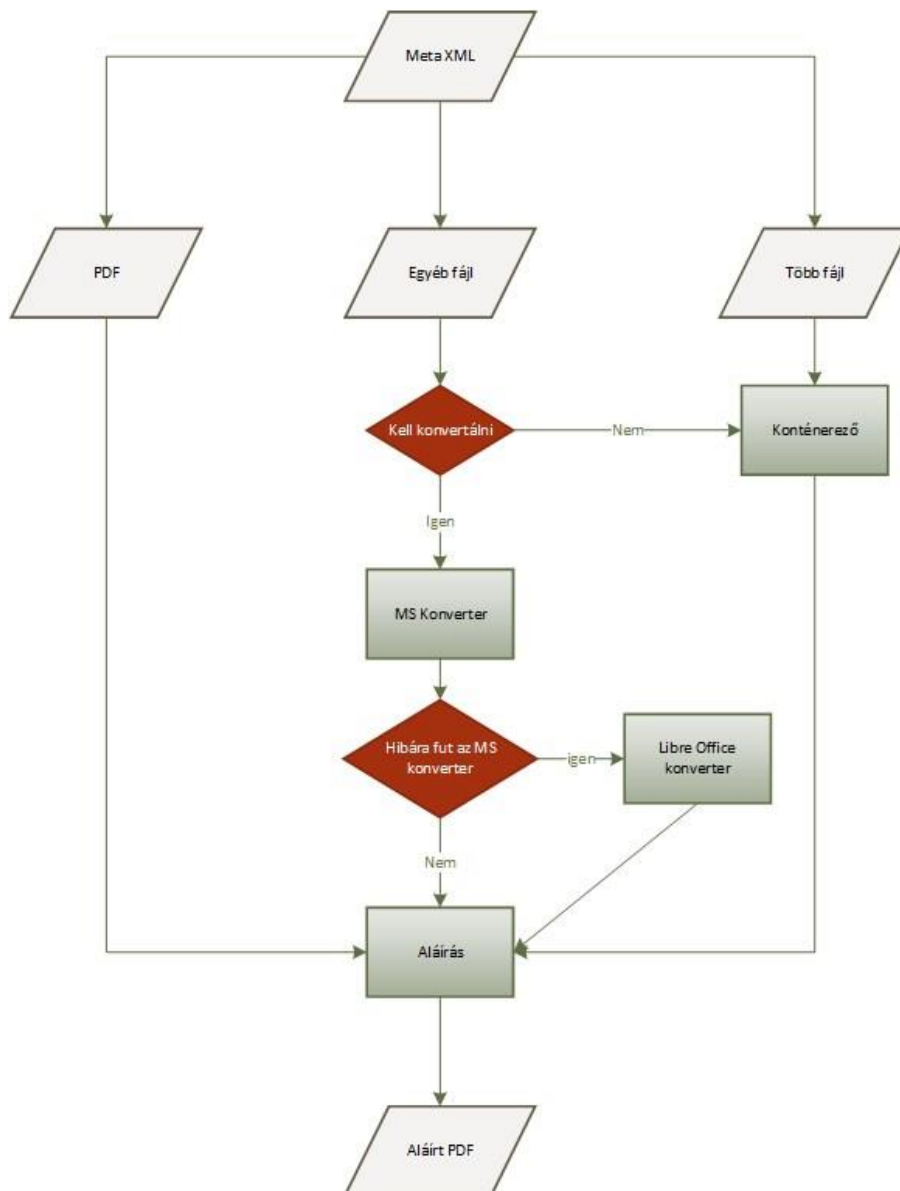 Meta XML
PDF
Egyéb fájl
Több fájl
Kell konvertálni
Nem
Konténerező
Igen
MS Konverter
Hibára fut az MS
konverter
igen
Libre Office
konverter
Nem
Aláírás
Aláírt PDF